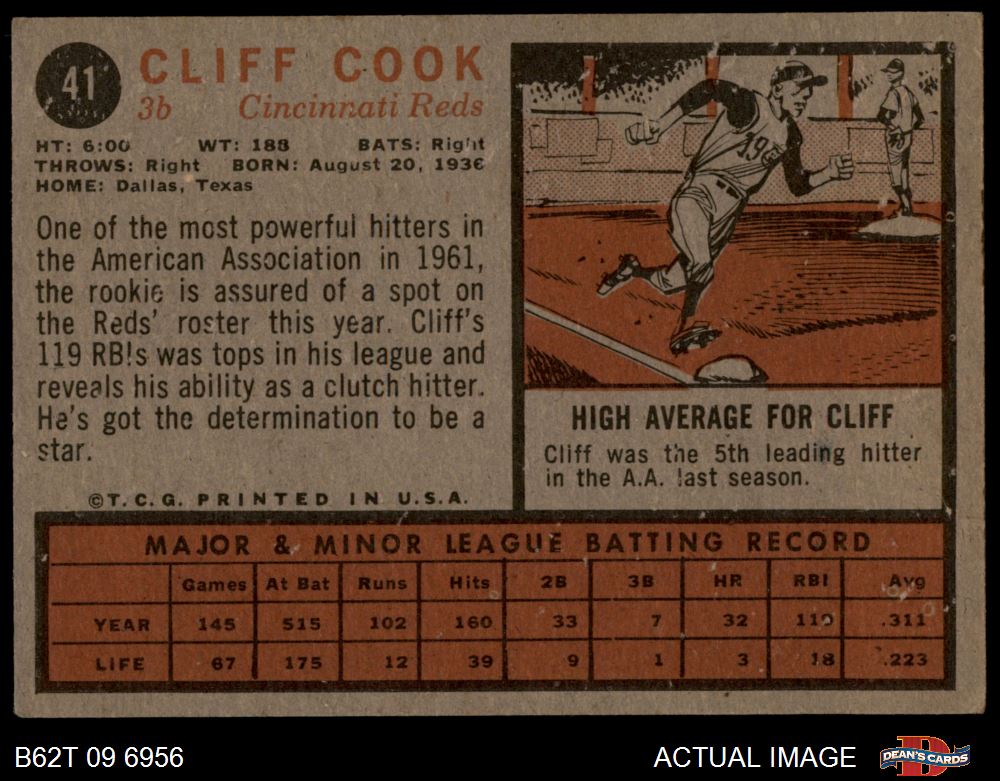 41
CLIFF COOK
3b Cincinnati Reds
HT: 6:00 WT: 188 BATS: Right
THROWS: Right BORN: August 20, 1936
HOME: Dallas, Texas
One of the most powerful hitters in
the American Association in 1961,
the rookie is assured of a spot on
the Reds' roster this year. Cliff's
119 RBIs was tops in his league and
reveals his ability as a clutch hitter.
He's got the determination to be a
star.
©T.C.G. PRINTED IN U.S.A.
19
HIGH AVERAGE FOR CLIFF
Cliff was the 5th leading hitter
in the A.A. last season.
MAJOR & MINOR LEAGUE BATTING RECORD
Games At Bat Runs Hits 2B 3B HR RBI Avg
YEAR 145 515 102 160 33 7 32 119 .311
LIFE 67 175 12 39 9 1 3 18 .223
B62T 09 6956
ACTUAL IMAGE
DEAN'S CARDS